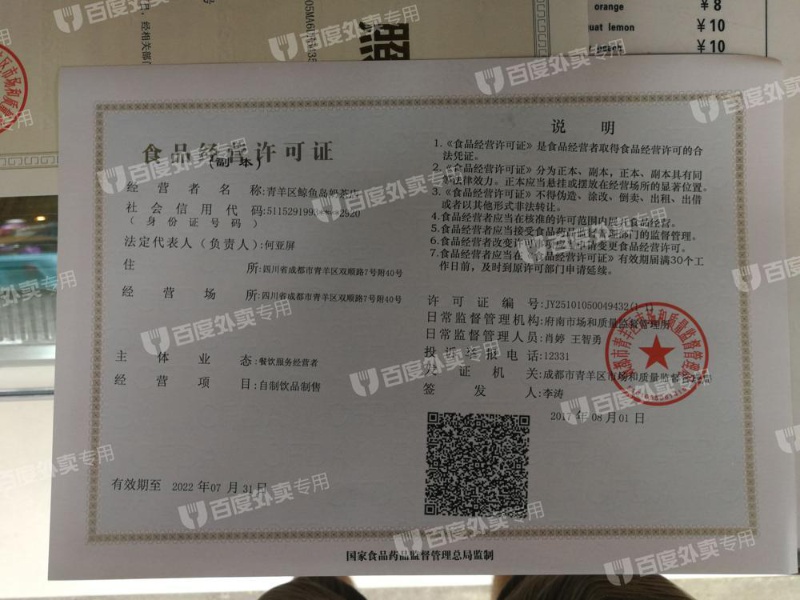 orange
¥8
uat lemon
¥10
¥10
照
经相关部
食品经营许可证
(副本)
经营者名称:青羊区鲸鱼岛奶茶店
社会信用代码:
(身份证号码)
法定代表人(负责人):何亚屏
住所:四川省成都市青羊区双顺路7号附40号
经营场所:四川省成都市青羊区双顺路7号附40号
主体业态:餐饮服务经营者
经营项目:自制饮品制售
有效期至 2022年07月31日
说明
1.《食品经营许可证》是食品经营者取得食品经营许可的合
法凭证。
2.《食品经营许可证》分为正本、副本,正本、副本具有同
等法律效力。正本应当悬挂或摆放在经营场所的显著位置。
3.《食品经营许可证》不得伪造、涂改、倒卖、出租、出借
或者以其他形式非法转让。
4.食品经营者应当在核准的许可范围内展开食品经营。
5.食品经营者应当接受食品药品监督管理部门的监督管理。
6.食品经营者改变许可事项应当申请变更食品经营许可。
7.食品经营者应当在《食品经营许可证》有效期届满30个工
作日前,及时到原许可部门申请延续。
许可证编号:JY25101050049432(1-1)
日常监督管理机构:府南市场和质量监督管理所
日常监督管理人员:肖婷 王智勇
投诉举报电话:12331
发证机关:成都市青羊区市场和质量监督管理局
签发人:李涛
2017年08月01日
国家食品药品监督管理总局监制
百度外卖专用